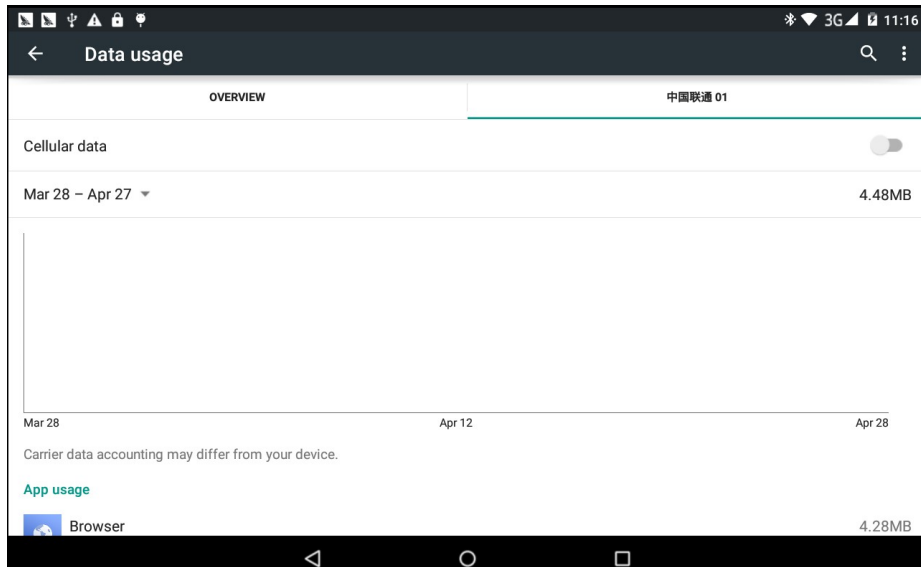 3G 11:16
Data usage
OVERVIEW 中国联通 01
Cellular data
Mar 28 – Apr 27 4.48MB
Mar 28 Apr 12 Apr 28
Carrier data accounting may differ from your device.
App usage
Browser 4.28MB